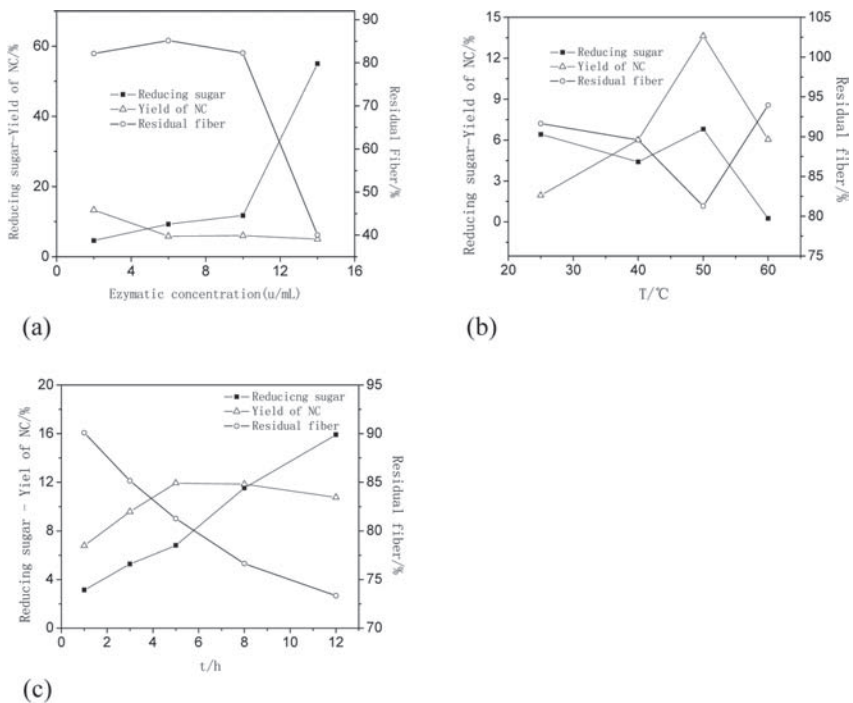 Reducing sugar-Yield of NC/%
60
40
20
0
Reducing sugar
Yield of NC
Residual fiber
90
80
70
60
50
40
Residual Fiber/%
0 4 8 12 16
Ezymatic concentration(u/mL)
(a)
Reducing sugar-Yield of NC/%
15
12
9
6
3
0
Reducing sugar
Yield of NC
Residual fiber
105
100
95
90
85
80
75
Residual fiber/%
20 30 40 50 60
T/℃
(b)
Reducing sugar - Yiel of NC/%
20
16
12
8
4
0
Reducicng sugar
Yield of NC
Residual fiber
95
90
85
80
75
70
Residual fiber/%
0 2 4 6 8 10 12
t/h
(c)